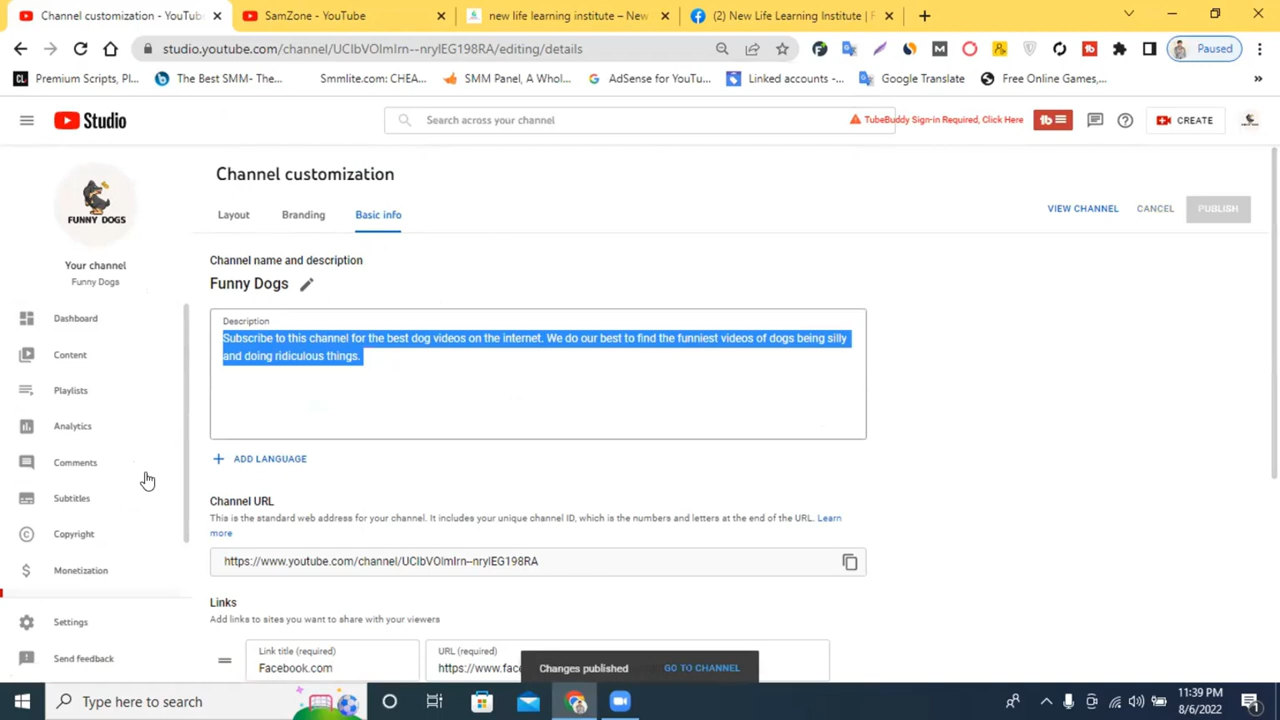 Channel customization - YouTube
SamZone - YouTube
new life learning institute – New
(2) New Life Learning Institute | F
studio.youtube.com/channel/UCIbVOlmIrn--nrylEG198RA/editing/details
Paused
Premium Scripts, Pl...
The Best SMM- The...
Smmlite.com: CHEA...
SMM Panel, A Whol...
AdSense for YouTu...
Linked accounts -...
Google Translate
Free Online Games,...
Studio
Search across your channel
TubeBuddy Sign-in Required, Click Here
CREATE
FUNNY DOGS
Your channel
Funny Dogs
Dashboard
Content
Playlists
Analytics
Comments
Subtitles
Copyright
Monetization
Settings
Send feedback
Channel customization
Layout
Branding
Basic info
VIEW CHANNEL
CANCEL
PUBLISH
Channel name and description
Funny Dogs
Description
Subscribe to this channel for the best dog videos on the internet. We do our best to find the funniest videos of dogs being silly
and doing ridiculous things.
ADD LANGUAGE
Channel URL
This is the standard web address for your channel. It includes your unique channel ID, which is the numbers and letters at the end of the URL. Learn
more
https://www.youtube.com/channel/UCIbVOlmIrn--nrylEG198RA
Links
Add links to sites you want to share with your viewers
Link title (required)
Facebook.com
URL (required)
https://www.face
Changes published
GO TO CHANNEL
Type here to search
11:39 PM
8/6/2022